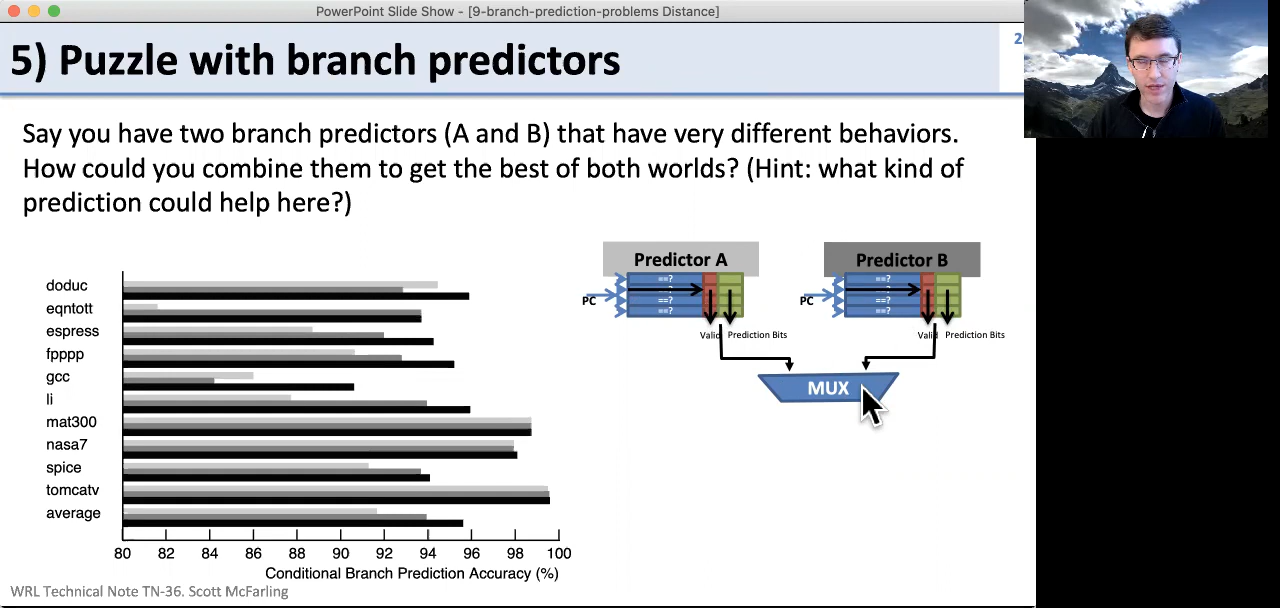 PowerPoint Slide Show - [9-branch-prediction-problems Distance]
5) Puzzle with branch predictors
Say you have two branch predictors (A and B) that have very different behaviors.
How could you combine them to get the best of both worlds? (Hint: what kind of
prediction could help here?)
doduc
eqntott
espress
fpppp
gcc
li
mat300
nasa7
spice
tomcatv
average
80 82 84 86 88 90 92 94 96 98 100
Conditional Branch Prediction Accuracy (%)
WRL Technical Note TN-36. Scott McFarling
Predictor A
==?
==?
==?
==?
PC
Valid Prediction Bits
Predictor B
==?
==?
==?
==?
PC
Valid Prediction Bits
MUX